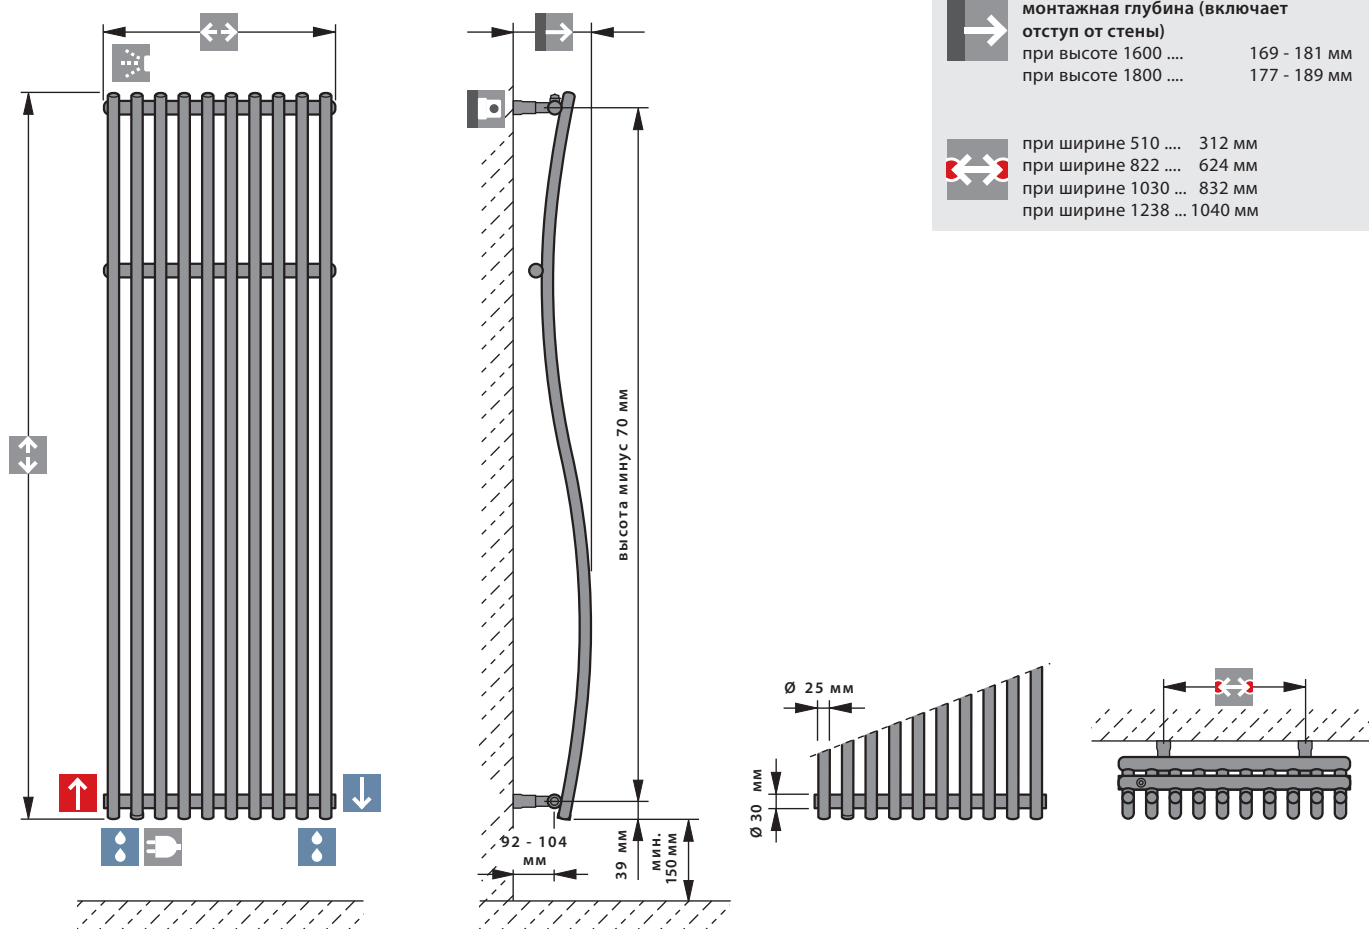 монтажная глубина (включает
отступ от стены)
при высоте 1600 .... 169 - 181 мм
при высоте 1800 .... 177 - 189 мм
при ширине 510 .... 312 мм
при ширине 822 .... 624 мм
при ширине 1030 ... 832 мм
при ширине 1238 ... 1040 мм
высота минус 70 мм
92 - 104
мм
39 мм
мин.
150 мм
Ø 25 мм
Ø 30 мм